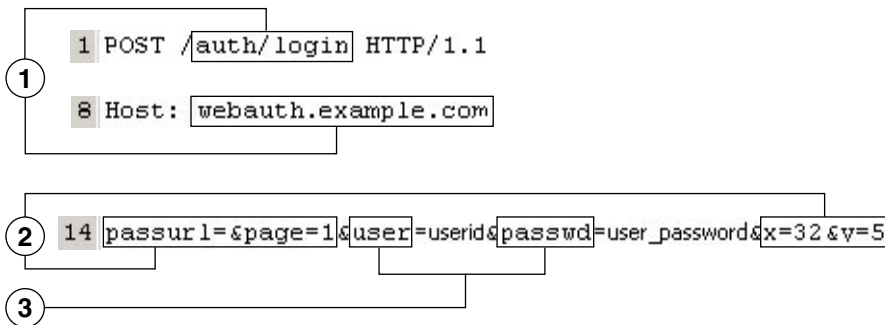 1 POST /auth/login HTTP/1.1
1
8 Host: webauth.example.com
2
14 passurl=&page=1&user=userid&passwd=user_password&x=32&y=5
3